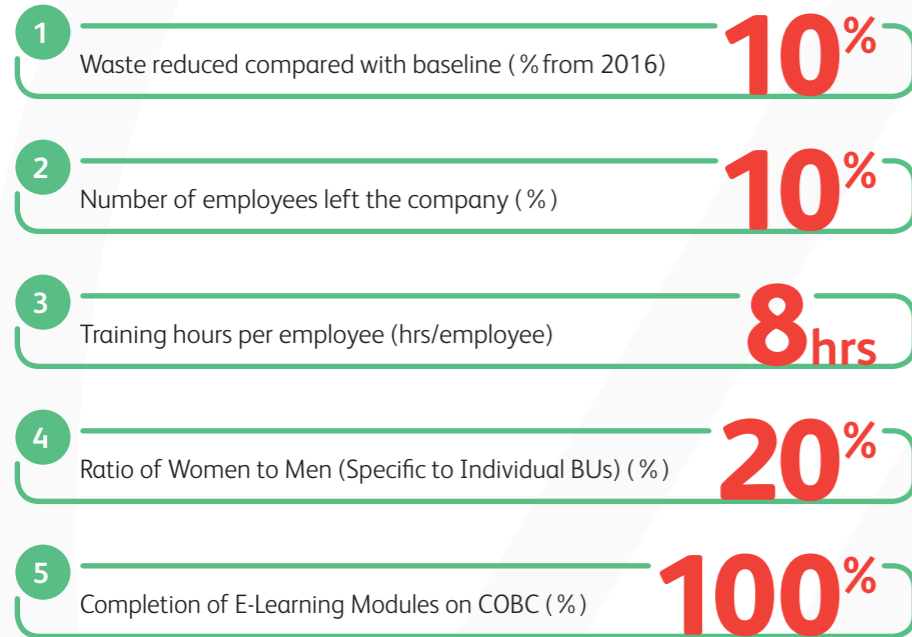 1
Waste reduced compared with baseline (%from 2016)
10%
2
Number of employees left the company (%)
10%
3
Training hours per employee (hrs/employee)
8hrs
4
Ratio of Women to Men (Specific to Individual BUs) (%)
20%
5
Completion of E-Learning Modules on COBC (%)
100%